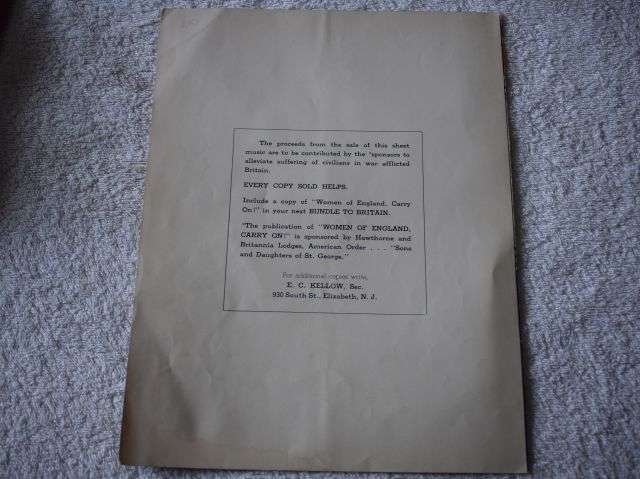 The proceeds from the sale of this sheet
music are to be contributed by the *sponsors to
alleviate suffering of civilians in war afflicted
Britain.
EVERY COPY SOLD HELPS.
Include a copy of "Women of England, Carry
On!" in your next BUNDLE TO BRITAIN.
*The publication of "WOMEN OF ENGLAND,
CARRY ON!" is sponsored by Hawthorne and
Britannia Lodges, American Order . . . "Sons
and Daughters of St. George."
For additional copies write,
E. C. KELLOW, Sec.
930 South St., Elizabeth, N. J.